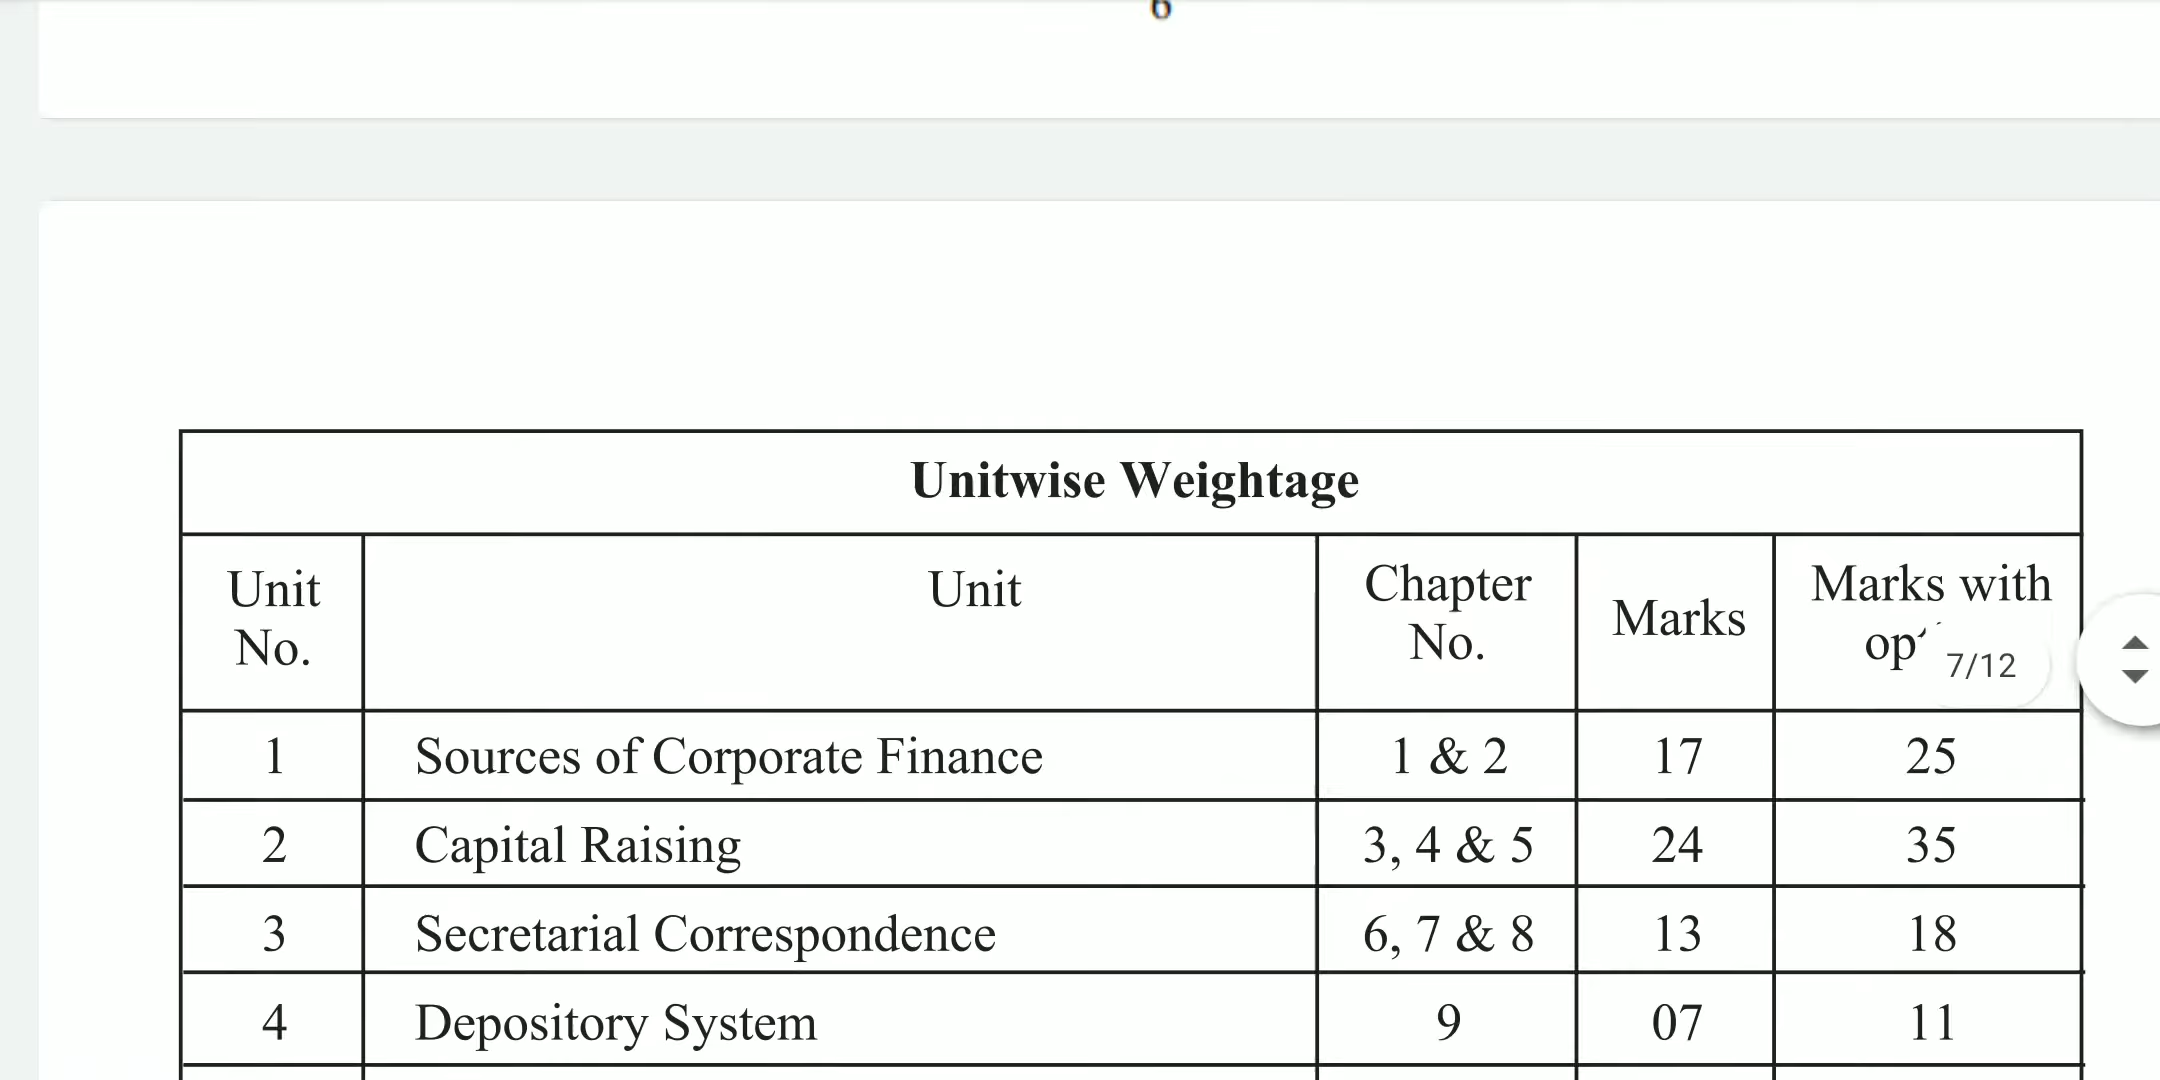 6
Unitwise Weightage
Unit No.
Unit
Chapter No.
Marks
Marks with
7/12
1 Sources of Corporate Finance 1 & 2 17 25
2 Capital Raising 3, 4 & 5 24 35
3 Secretarial Correspondence 6, 7 & 8 13 18
4 Depository System 9 07 11